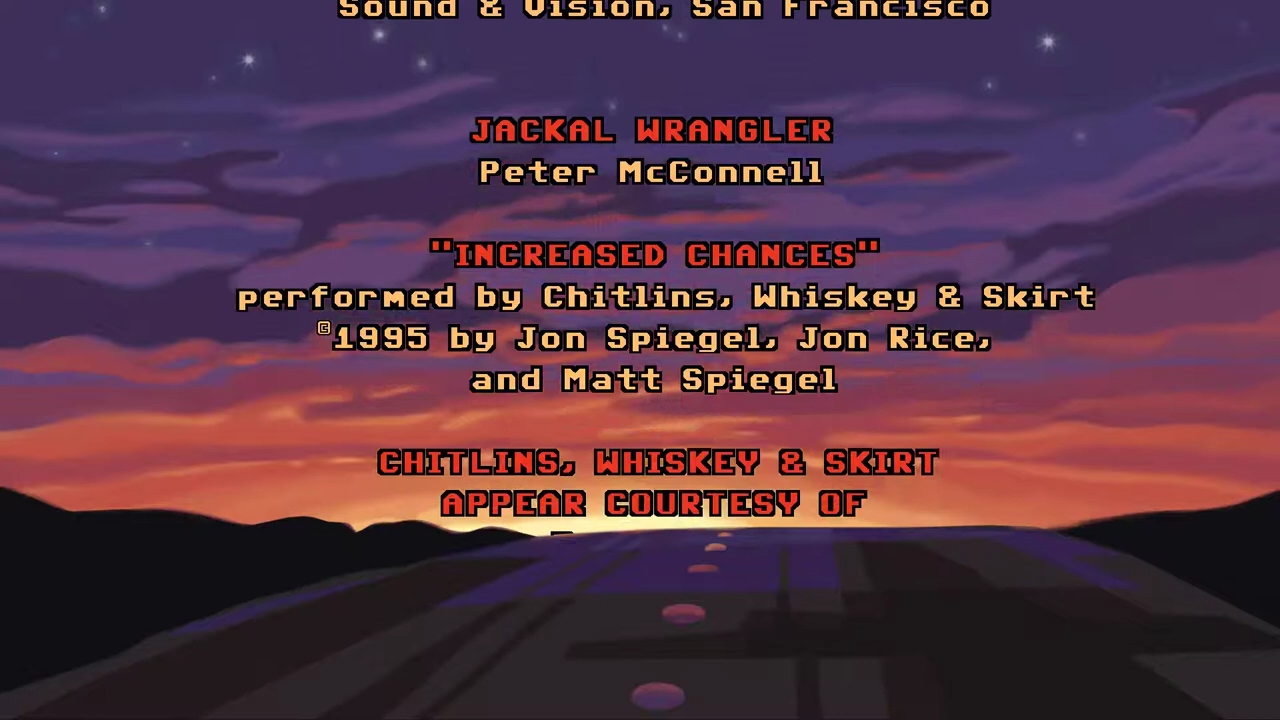 Sound & Vision, San Francisco
JACKAL WRANGLER
Peter McConnell
"INCREASED CHANCES"
performed by Chitlins, Whiskey & Skirt
©1995 by Jon Spiegel, Jon Rice,
and Matt Spiegel
CHITLINS, WHISKEY & SKIRT
APPEAR COURTESY OF